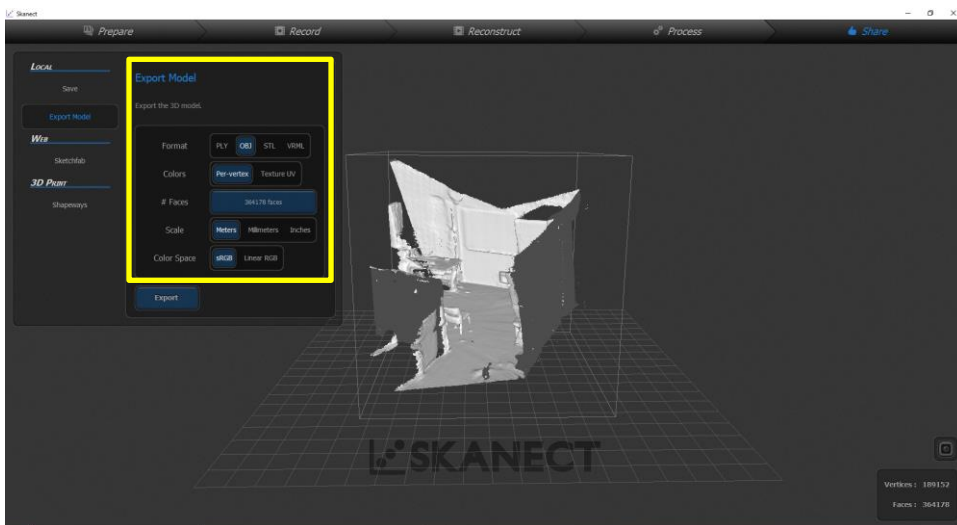 Skanect
Prepare
Record
Reconstruct
Process
Share
Local
Save
Export Model
Web
Sketchfab
3D Print
Shapeways
Export Model
Export the 3D model.
Format PLY OBJ STL VRML
Colors Per-vertex Texture UV
# Faces 364178 faces
Scale Meters Millimeters Inches
Color Space sRGB Linear RGB
Export
SKANECT
Vertices : 189152
Faces : 364178